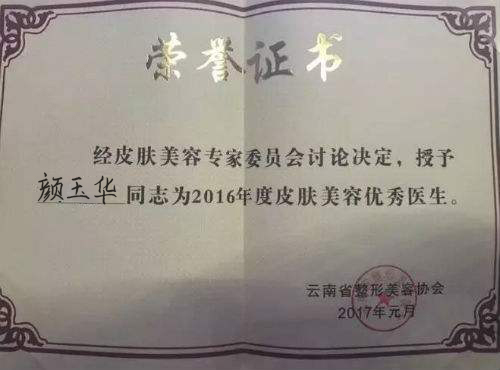 荣誉证书
经皮肤美容专家委员会讨论决定，授予
颜玉华同志为2016年度皮肤美容优秀医生。
云南省整形美容协会
2017年元月